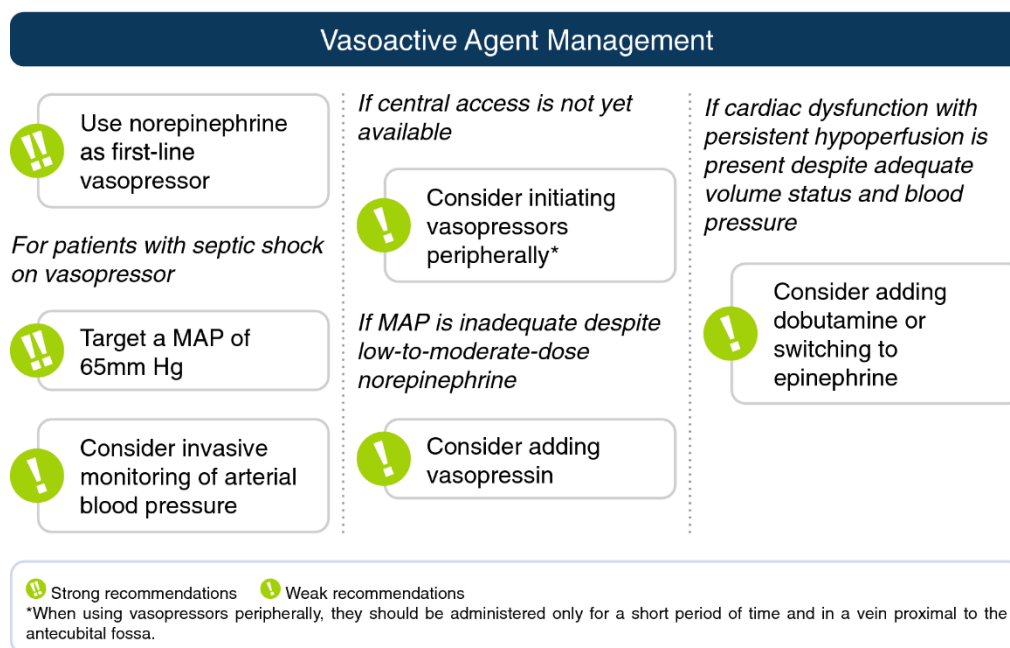 Vasoactive Agent Management
Use norepinephrine
as first-line
vasopressor
For patients with septic shock
on vasopressor
Target a MAP of
65mm Hg
Consider invasive
monitoring of arterial
blood pressure
If central access is not yet
available
Consider initiating
vasopressors
peripherally*
If MAP is inadequate despite
low-to-moderate-dose
norepinephrine
Consider adding
vasopressin
If cardiac dysfunction with
persistent hypoperfusion is
present despite adequate
volume status and blood
pressure
Consider adding
dobutamine or
switching to
epinephrine
!! Strong recommendations ! Weak recommendations
*When using vasopressors peripherally, they should be administered only for a short period of time and in a vein proximal to the
antecubital fossa.